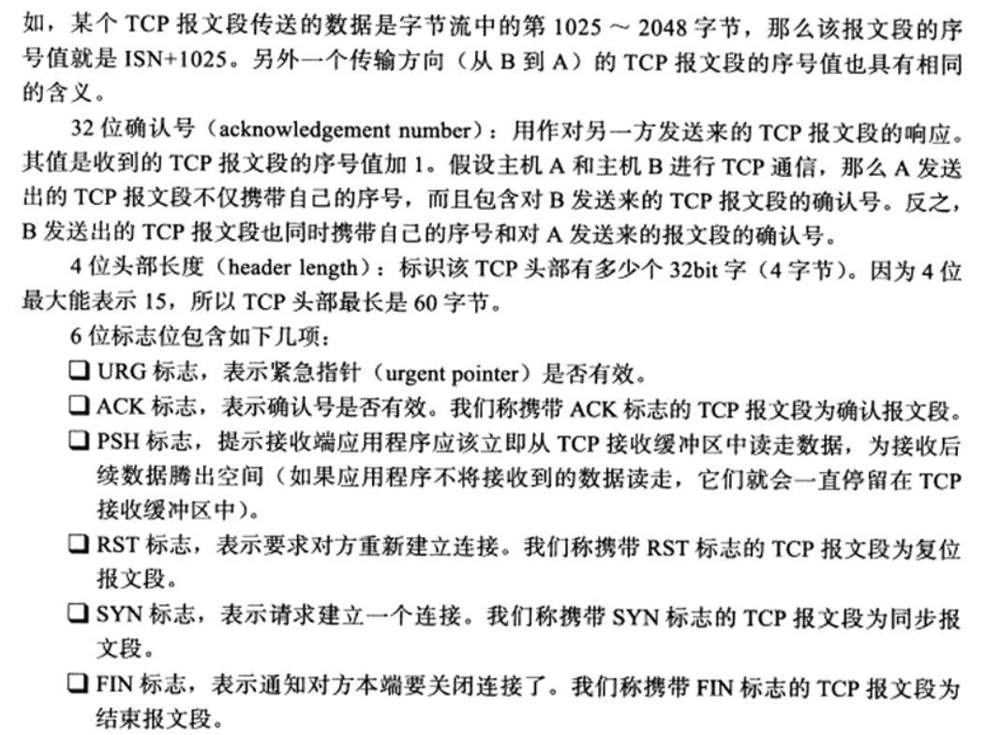 如，某个 TCP 报文段传送的数据是字节流中的第 1025 ～ 2048 字节，那么该报文段的序
号值就是 ISN+1025。另外一个传输方向（从 B 到 A）的 TCP 报文段的序号值也具有相同
的含义。
32 位确认号（acknowledgement number）：用作对另一方发送来的 TCP 报文段的响应。
其值是收到的 TCP 报文段的序号值加 1。假设主机 A 和主机 B 进行 TCP 通信，那么 A 发送
出的 TCP 报文段不仅携带自己的序号，而且包含对 B 发送来的 TCP 报文段的确认号。反之，
B 发送出的 TCP 报文段也同时携带自己的序号和对 A 发送来的报文段的确认号。
4 位头部长度（header length）：标识该 TCP 头部有多少个 32bit 字（4 字节）。因为 4 位
最大能表示 15，所以 TCP 头部最长是 60 字节。
6 位标志位包含如下几项：
❑ URG 标志，表示紧急指针（urgent pointer）是否有效。
❑ ACK 标志，表示确认号是否有效。我们称携带 ACK 标志的 TCP 报文段为确认报文段。
❑ PSH 标志，提示接收端应用程序应该立即从 TCP 接收缓冲区中读走数据，为接收后
续数据腾出空间（如果应用程序不将接收到的数据读走，它们就会一直停留在 TCP
接收缓冲区中）。
❑ RST 标志，表示要求对方重新建立连接。我们称携带 RST 标志的 TCP 报文段为复位
报文段。
❑ SYN 标志，表示请求建立一个连接。我们称携带 SYN 标志的 TCP 报文段为同步报
文段。
❑ FIN 标志，表示通知对方本端要关闭连接了。我们称携带 FIN 标志的 TCP 报文段为
结束报文段。